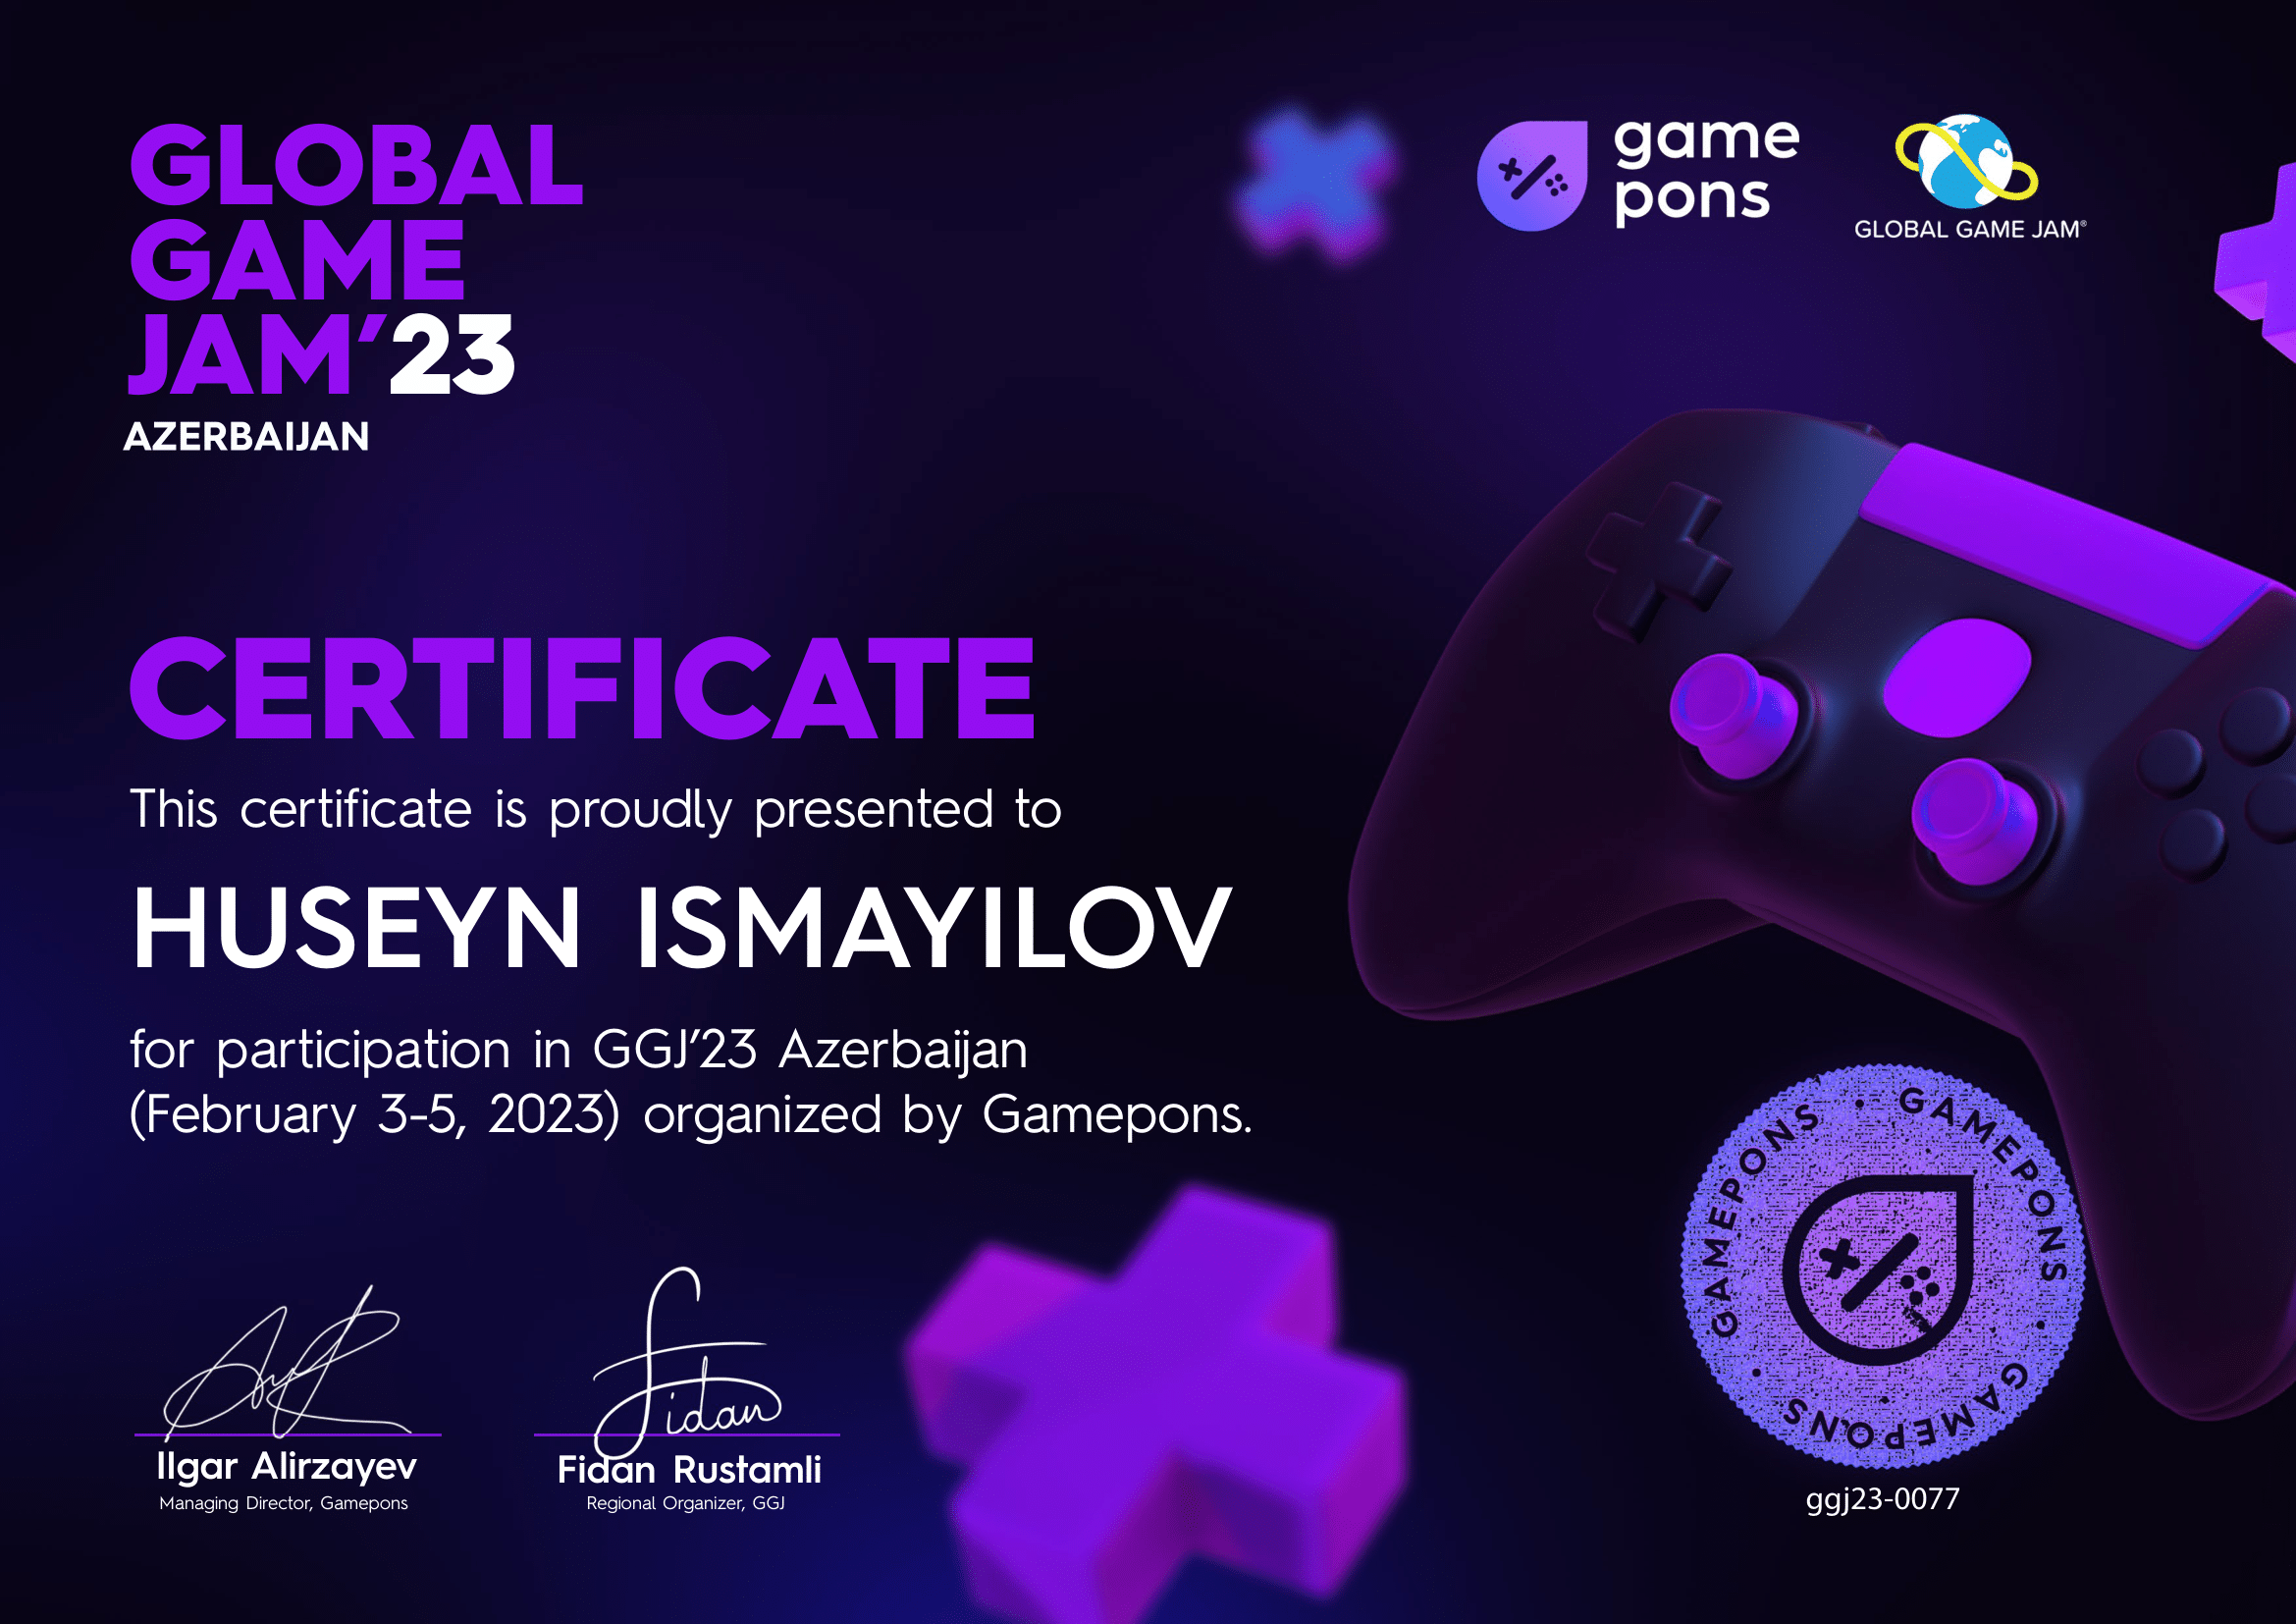 GLOBAL
GAME
JAM’23
AZERBAIJAN
game
pons
GLOBAL GAME JAM®
CERTIFICATE
This certificate is proudly presented to
HUSEYN ISMAYILOV
for participation in GGJ’23 Azerbaijan
(February 3-5, 2023) organized by Gamepons.
Fidan
Ilgar Alirzayev
Managing Director, Gamepons
Fidan Rustamli
Regional Organizer, GGJ
GAMEPONS • GAMEPONS • GAMEPONS •
ggj23-0077